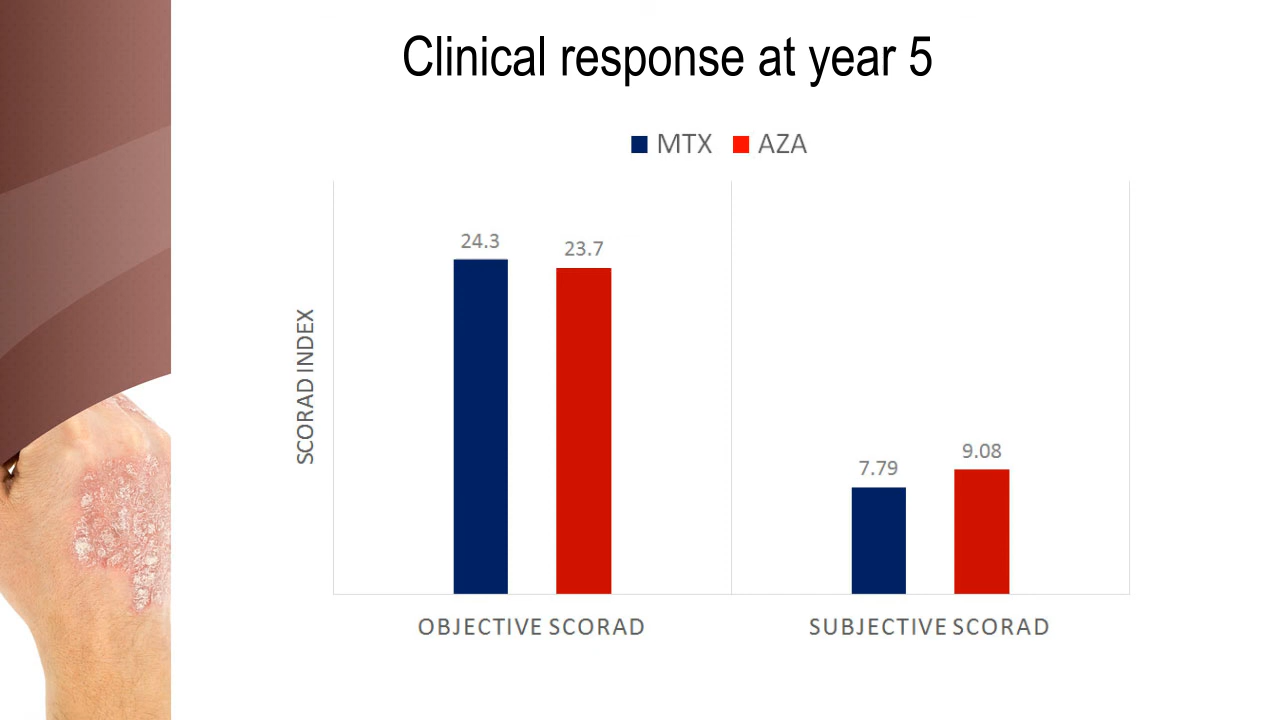 Clinical response at year 5
MTX AZA
24.3
23.7
7.79
9.08
SCORAD INDEX
OBJECTIVE SCORAD
SUBJECTIVE SCORAD